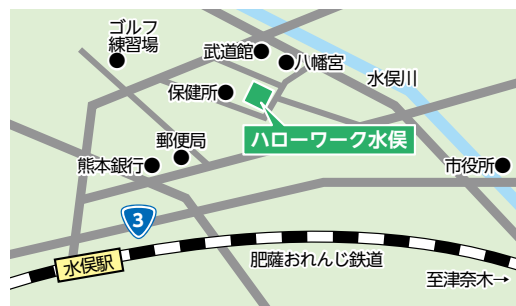 ゴルフ
練習場
武道館
八幡宮
水俣川
保健所
ハローワーク水俣
郵便局
熊本銀行
市役所
3
水俣駅
肥薩おれんじ鉄道
至津奈木→